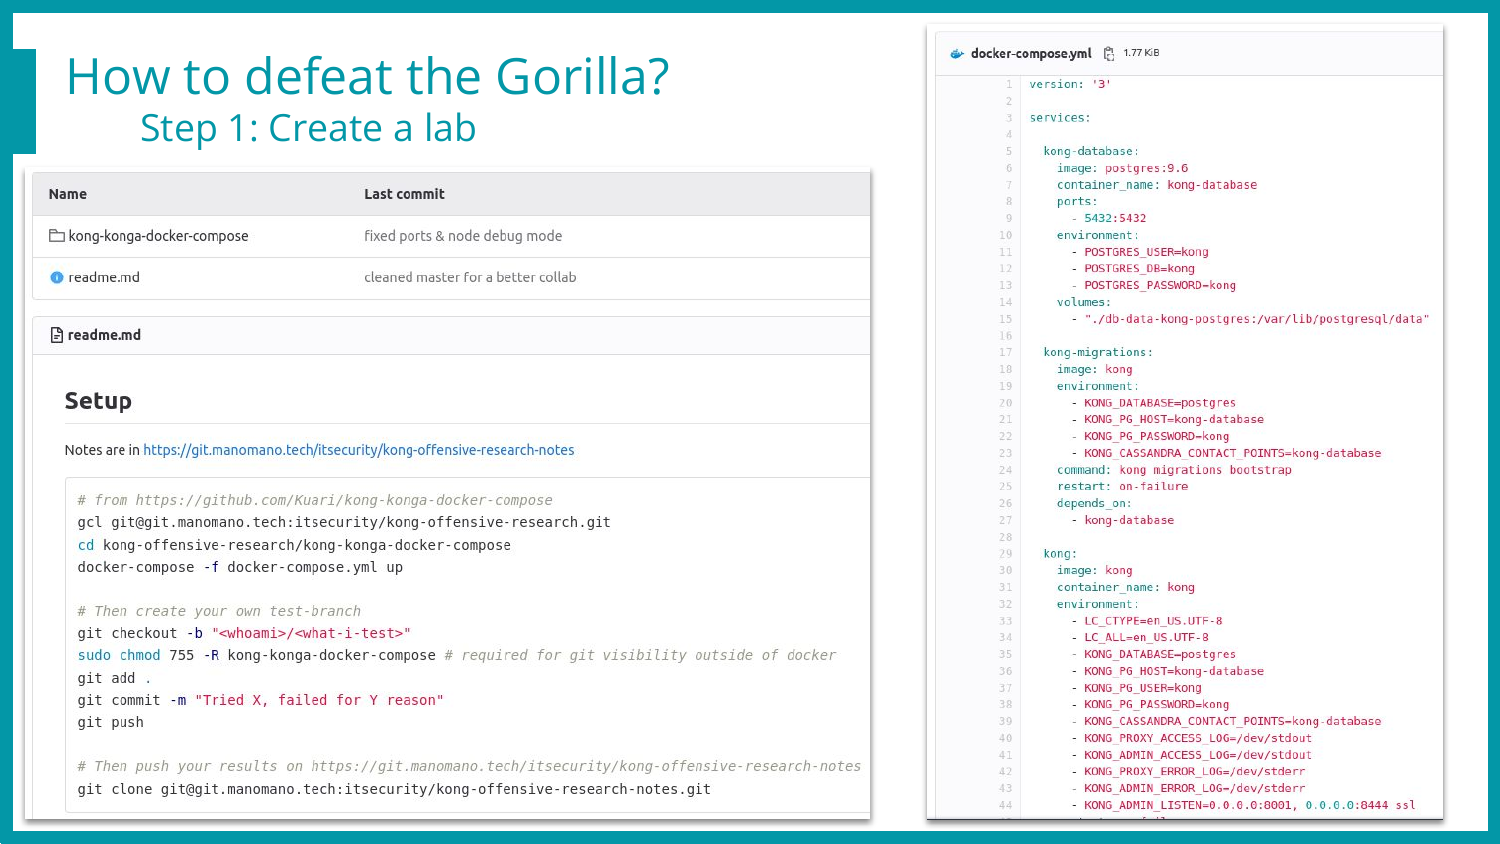 How to defeat the Gorilla?
Step 1: Create a lab
Name Last commit
kong-konga-docker-compose fixed ports & node debug mode
readme.md cleaned master for a better collab
readme.md
Setup
Notes are in https://git.manomano.tech/itsecurity/kong-offensive-research-notes
# from https://github.com/Kuari/kong-konga-docker-compose
gcl git@git.manomano.tech:itsecurity/kong-offensive-research.git
cd kong-offensive-research/kong-konga-docker-compose
docker-compose -f docker-compose.yml up
# Then create your own test-branch
git checkout -b "<whoami>/<what-i-test>"
sudo chmod 755 -R kong-konga-docker-compose # required for git visibility outside of docker
git add .
git commit -m "Tried X, failed for Y reason"
git push
# Then push your results on https://git.manomano.tech/itsecurity/kong-offensive-research-notes
git clone git@git.manomano.tech:itsecurity/kong-offensive-research-notes.git
docker-compose.yml 1.77 KiB
1 version: '3'
2
3 services:
4
5 kong-database:
6 image: postgres:9.6
7 container_name: kong-database
8 ports:
9 - 5432:5432
10 environment:
11 - POSTGRES_USER=kong
12 - POSTGRES_DB=kong
13 - POSTGRES_PASSWORD=kong
14 volumes:
15 - "./db-data-kong-postgres:/var/lib/postgresql/data"
16
17 kong-migrations:
18 image: kong
19 environment:
20 - KONG_DATABASE=postgres
21 - KONG_PG_HOST=kong-database
22 - KONG_PG_PASSWORD=kong
23 - KONG_CASSANDRA_CONTACT_POINTS=kong-database
24 command: kong migrations bootstrap
25 restart: on-failure
26 depends_on:
27 - kong-database
28
29 kong:
30 image: kong
31 container_name: kong
32 environment:
33 - LC_CTYPE=en_US.UTF-8
34 - LC_ALL=en_US.UTF-8
35 - KONG_DATABASE=postgres
36 - KONG_PG_HOST=kong-database
37 - KONG_PG_USER=kong
38 - KONG_PG_PASSWORD=kong
39 - KONG_CASSANDRA_CONTACT_POINTS=kong-database
40 - KONG_PROXY_ACCESS_LOG=/dev/stdout
41 - KONG_ADMIN_ACCESS_LOG=/dev/stdout
42 - KONG_PROXY_ERROR_LOG=/dev/stderr
43 - KONG_ADMIN_ERROR_LOG=/dev/stderr
44 - KONG_ADMIN_LISTEN=0.0.0.0:8001, 0.0.0.0:8444 ssl